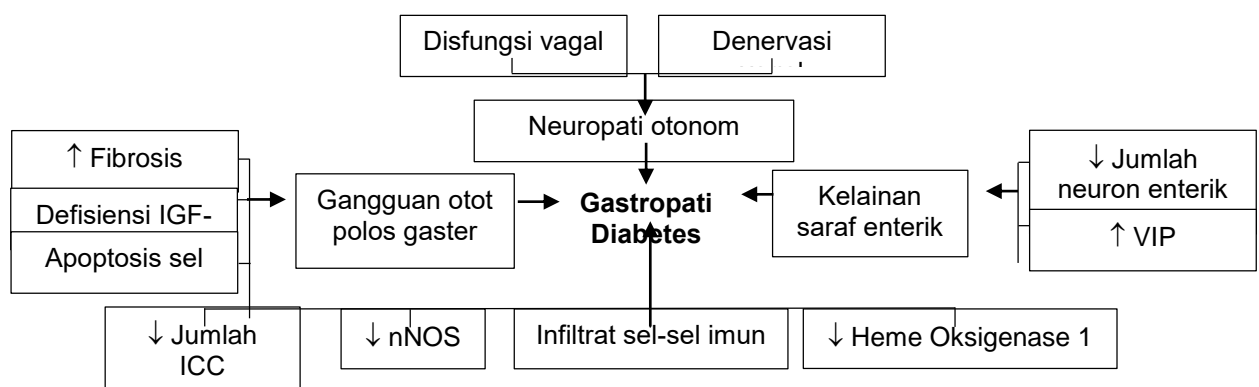 Disfungsi vagal
Denervasi
Neuropati otonom
↑ Fibrosis
Defisiensi IGF-
Apoptosis sel
Gangguan otot
polos gaster
Gastropati
Diabetes
Kelainan
saraf enterik
↓ Jumlah
neuron enterik
↑ VIP
↓ Jumlah
ICC
↓ nNOS
Infiltrat sel-sel imun
↓ Heme Oksigenase 1